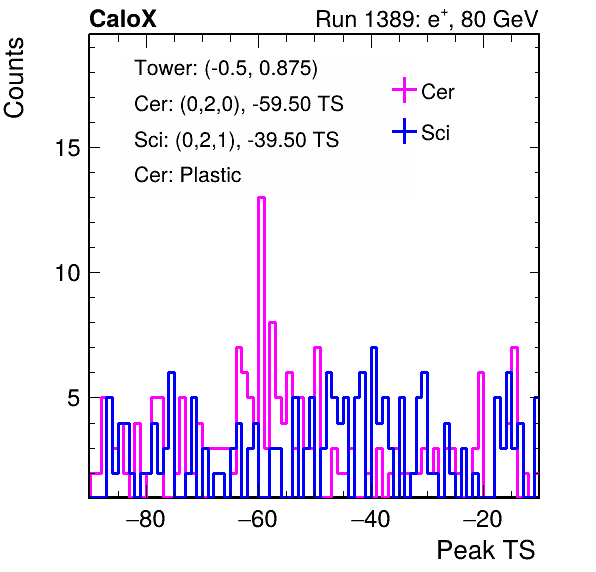 CaloX Run 1389: e⁺, 80 GeV
Counts
Tower: (-0.5, 0.875)
Cer: (0,2,0), -59.50 TS
Sci: (0,2,1), -39.50 TS
Cer: Plastic
Cer
Sci
15
10
5
−80 −60 −40 −20
Peak TS